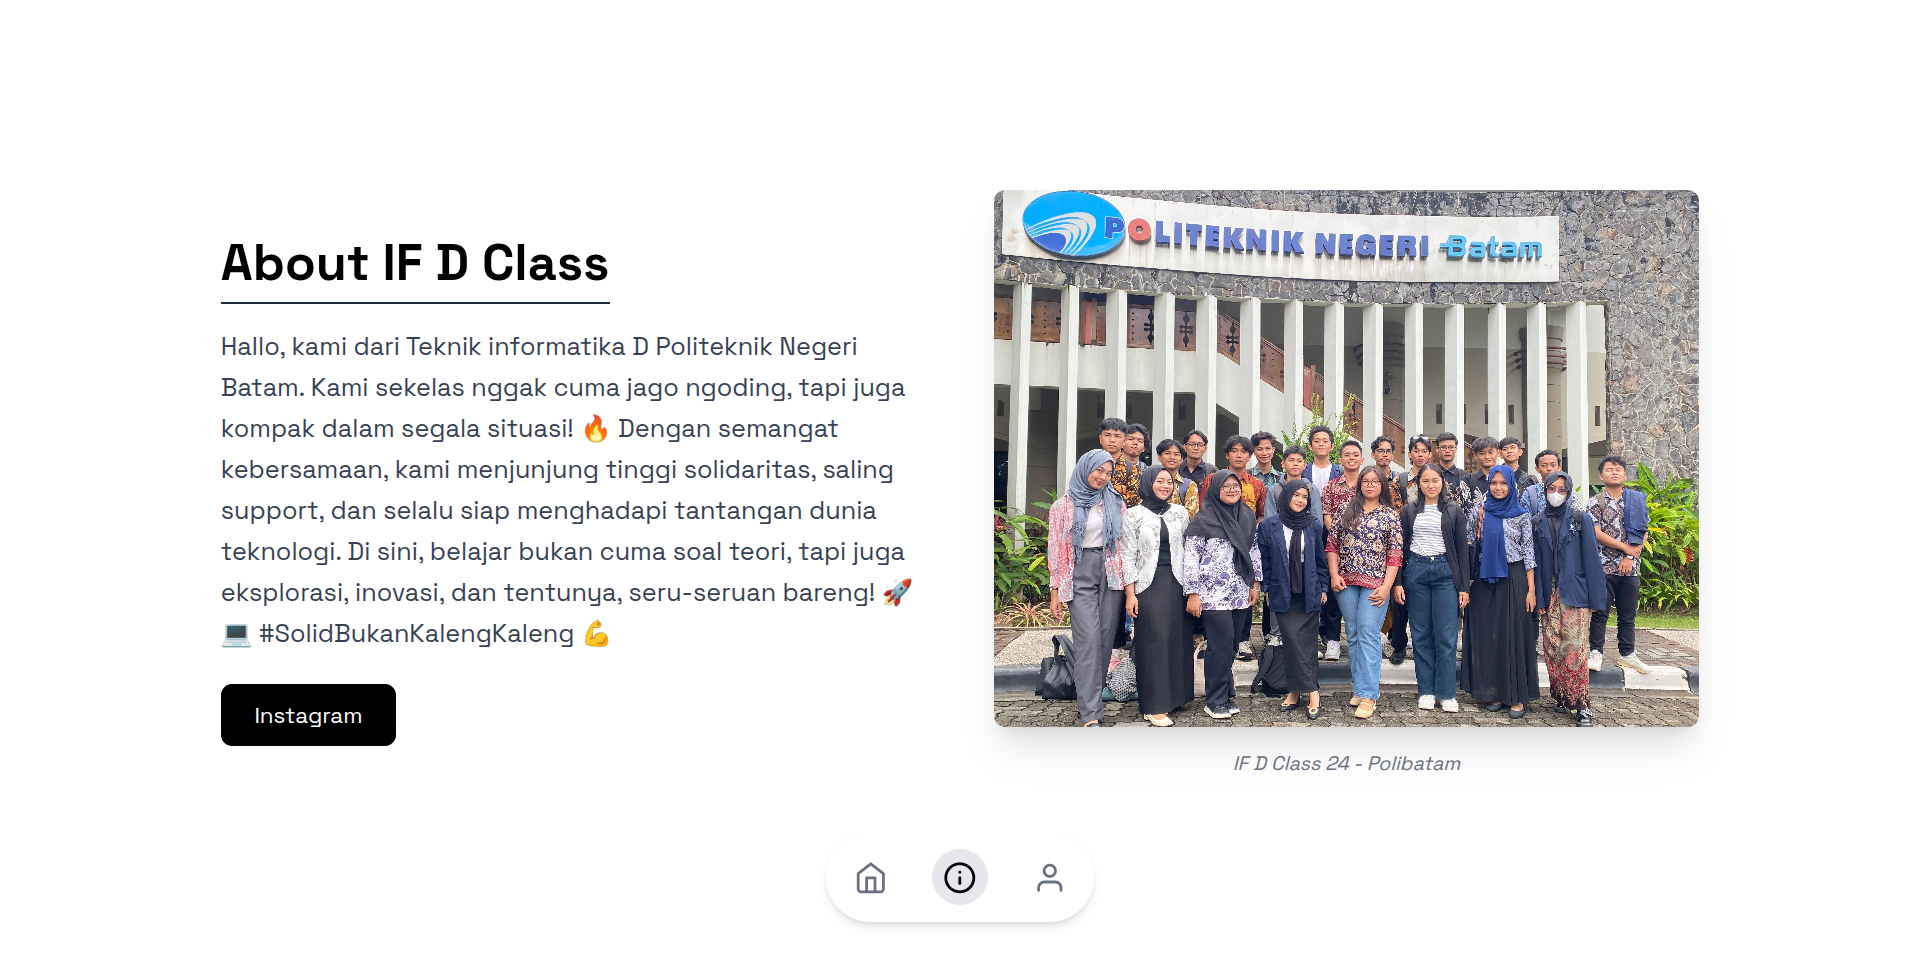 About IF D Class
Hallo, kami dari Teknik informatika D Politeknik Negeri
Batam. Kami sekelas nggak cuma jago ngoding, tapi juga
kompak dalam segala situasi! 🔥 Dengan semangat
kebersamaan, kami menjunjung tinggi solidaritas, saling
support, dan selalu siap menghadapi tantangan dunia
teknologi. Di sini, belajar bukan cuma soal teori, tapi juga
eksplorasi, inovasi, dan tentunya, seru-seruan bareng! 🚀
💻 #SolidBukanKalengKaleng 💪
Instagram
POLITEKNIK NEGERI Batam
IF D Class 24 - Polibatam